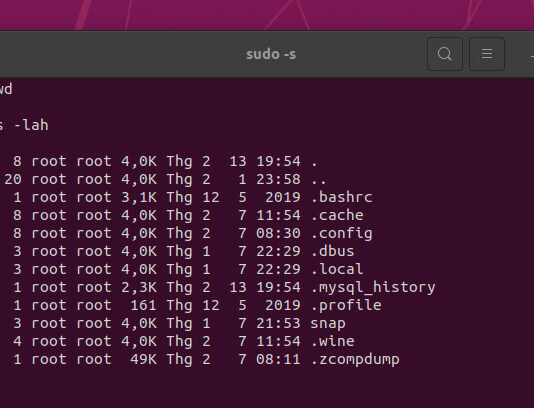 sudo -s
wd
s -lah
8 root root 4,0K Thg 2 13 19:54 .
20 root root 4,0K Thg 2 1 23:58 ..
1 root root 3,1K Thg 12 5 2019 .bashrc
8 root root 4,0K Thg 2 7 11:54 .cache
8 root root 4,0K Thg 2 7 08:30 .config
3 root root 4,0K Thg 1 7 22:29 .dbus
3 root root 4,0K Thg 1 7 22:29 .local
1 root root 2,3K Thg 2 13 19:54 .mysql_history
1 root root 161 Thg 12 5 2019 .profile
3 root root 4,0K Thg 1 7 21:53 snap
4 root root 4,0K Thg 2 7 11:54 .wine
1 root root 49K Thg 2 7 08:11 .zcompdump